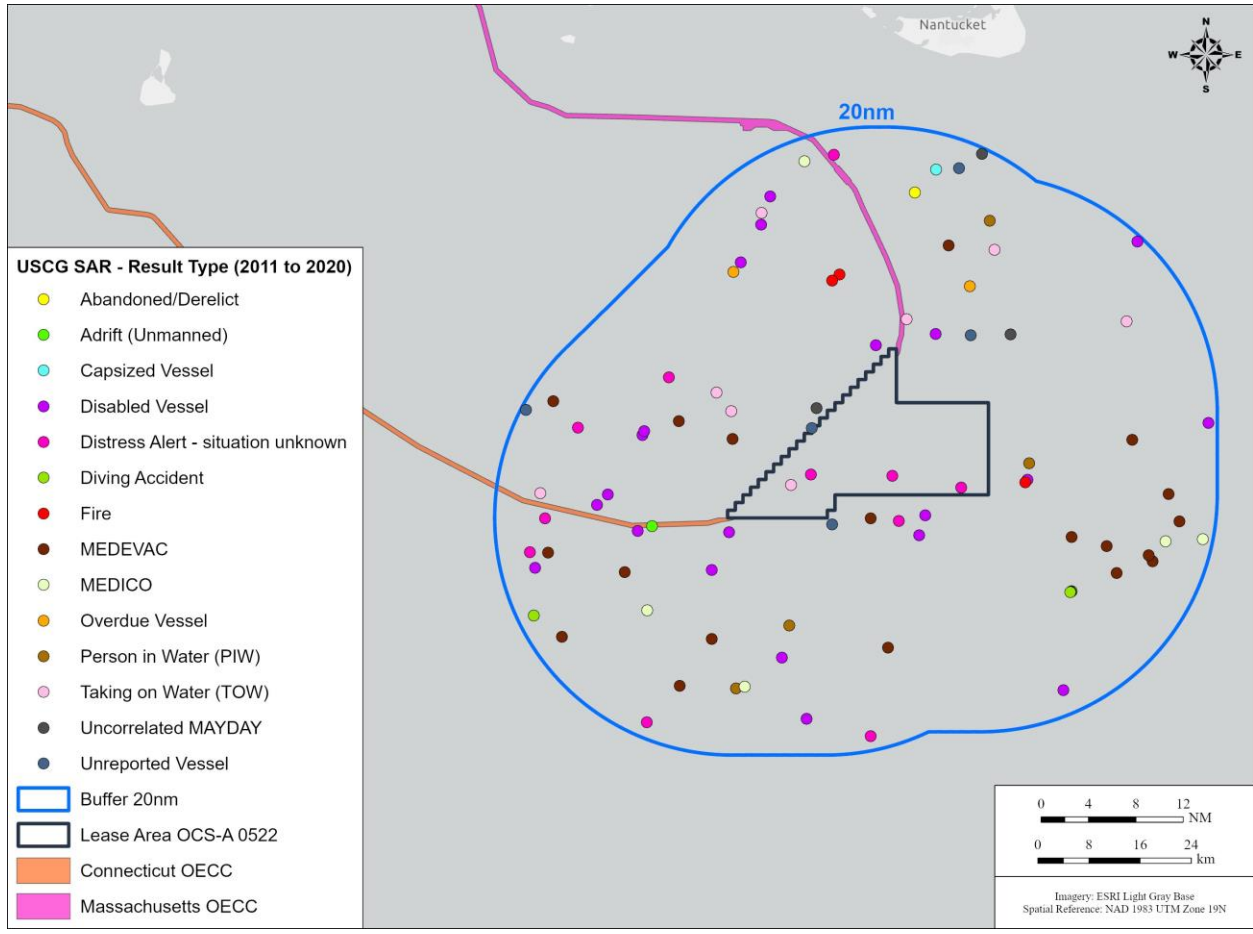 Nantucket
N
W E
S
20nm
USCG SAR - Result Type (2011 to 2020)
Abandoned/Derelict
Adrift (Unmanned)
Capsized Vessel
Disabled Vessel
Distress Alert - situation unknown
Diving Accident
Fire
MEDEVAC
MEDICO
Overdue Vessel
Person in Water (PIW)
Taking on Water (TOW)
Uncorrelated MAYDAY
Unreported Vessel
Buffer 20nm
Lease Area OCS-A 0522
Connecticut OECC
Massachusetts OECC
0 4 8 12
NM
0 8 16 24
km
Imagery: ESRI Light Gray Base
Spatial Reference: NAD 1983 UTM Zone 19N